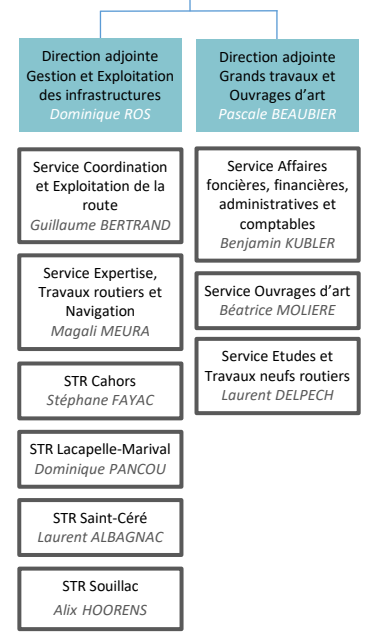 Direction adjointe
Gestion et Exploitation
des infrastructures
Dominique ROS
Service Coordination
et Exploitation de la
route
Guillaume BERTRAND
Service Expertise,
Travaux routiers et
Navigation
Magali MEURA
STR Cahors
Stéphane FAYAC
STR Lacapelle-Marival
Dominique PANCOU
STR Saint-Céré
Laurent ALBAGNAC
STR Souillac
Alix HOORENS
Direction adjointe
Grands travaux et
Ouvrages d’art
Pascale BEAUBIER
Service Affaires
foncières, financières,
administratives et
comptables
Benjamin KUBLER
Service Ouvrages d’art
Béatrice MOLIERE
Service Etudes et
Travaux neufs routiers
Laurent DELPECH